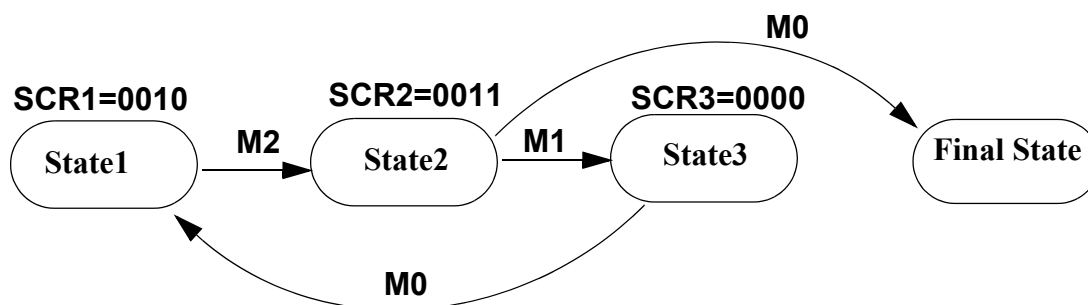 M0
SCR1=0010
SCR2=0011
SCR3=0000
State1
M2
State2
M1
State3
Final State
M0